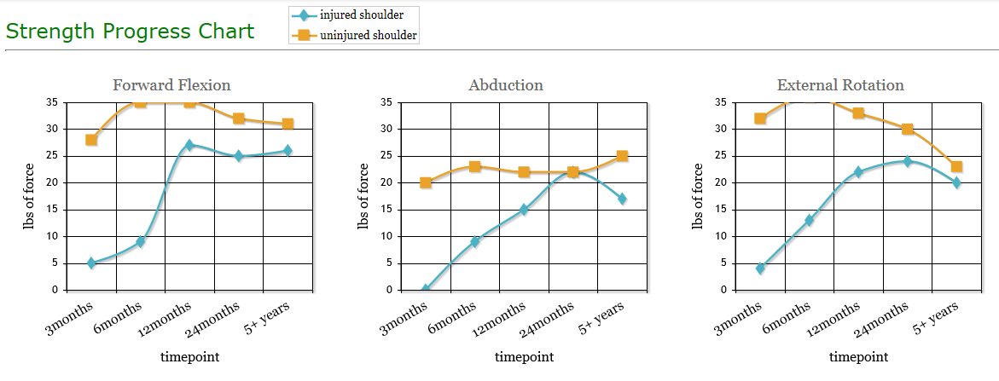 Strength Progress Chart
injured shoulder
uninjured shoulder
Forward Flexion
lbs of force
35
30
25
20
15
10
5
0
3months 6months 12months 24months 5+ years
timepoint
Abduction
lbs of force
35
30
25
20
15
10
5
0
3months 6months 12months 24months 5+ years
timepoint
External Rotation
lbs of force
35
30
25
20
15
10
5
0
3months 6months 12months 24months 5+ years
timepoint